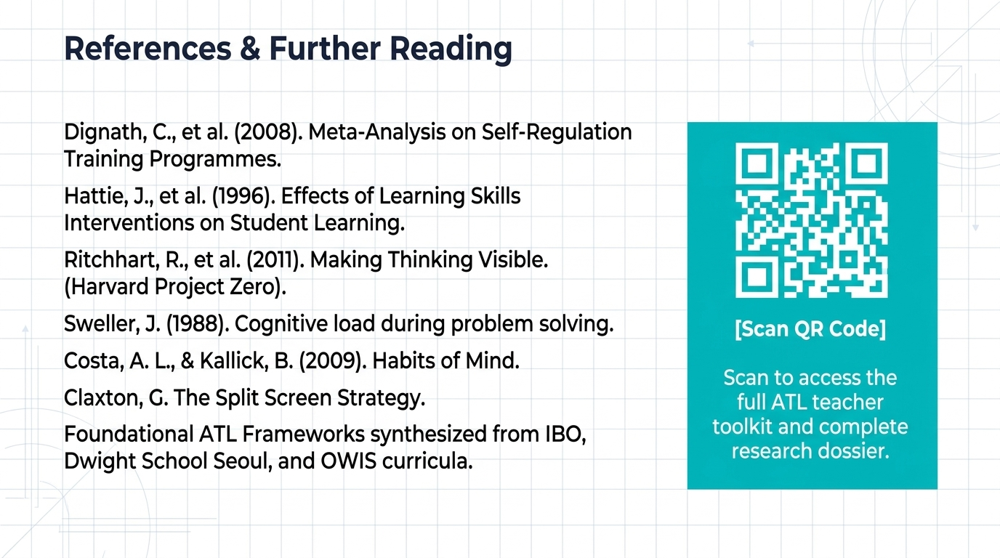 References & Further Reading
Dignath, C., et al. (2008). Meta-Analysis on Self-Regulation
Training Programmes.
Hattie, J., et al. (1996). Effects of Learning Skills
Interventions on Student Learning.
Ritchhart, R., et al. (2011). Making Thinking Visible.
(Harvard Project Zero).
Sweller, J. (1988). Cognitive load during problem solving.
Costa, A. L., & Kallick, B. (2009). Habits of Mind.
Claxton, G. The Split Screen Strategy.
Foundational ATL Frameworks synthesized from IBO,
Dwight School Seoul, and OWIS curricula.
[Scan QR Code]
Scan to access the
full ATL teacher
toolkit and complete
research dossier.